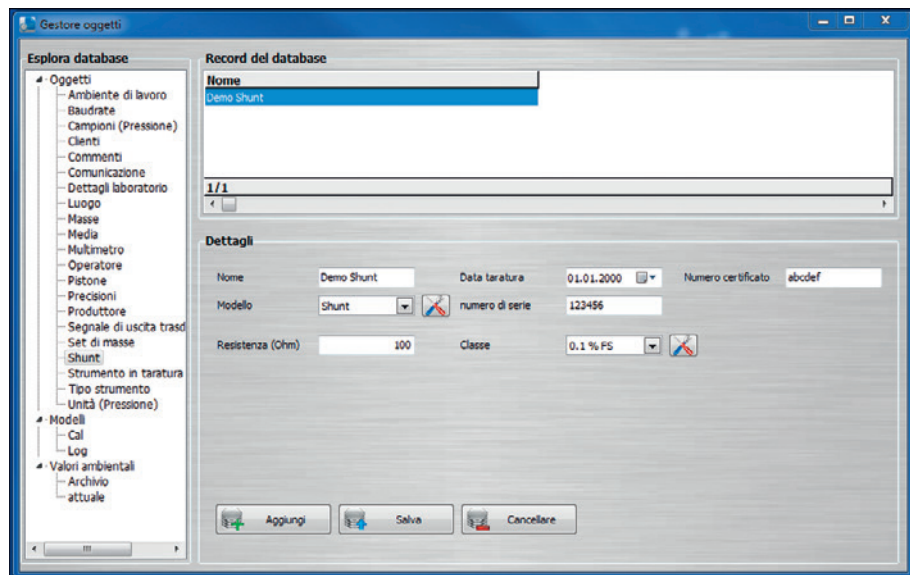 Gestore oggetti
Esplora database
Oggetti
Ambiente di lavoro
Baudrate
Campioni (Pressione)
Clienti
Commenti
Comunicazione
Dettagli laboratorio
Luogo
Masse
Media
Multimetro
Operatore
Pistone
Precisioni
Produttore
Segnale di uscita trasd
Set di masse
Shunt
Strumento in taratura
Tipo strumento
Unità (Pressione)
Modelli
Cal
Log
Valori ambientali
Archivio
attuale
Record del database
Nome
Demo Shunt
1/1
Dettagli
Nome Demo Shunt Data taratura 01.01.2000 Numero certificato abcdef
Modello Shunt numero di serie 123456
Resistenza (Ohm) 100 Classe 0.1 % FS
Aggiungi Salva Cancellare